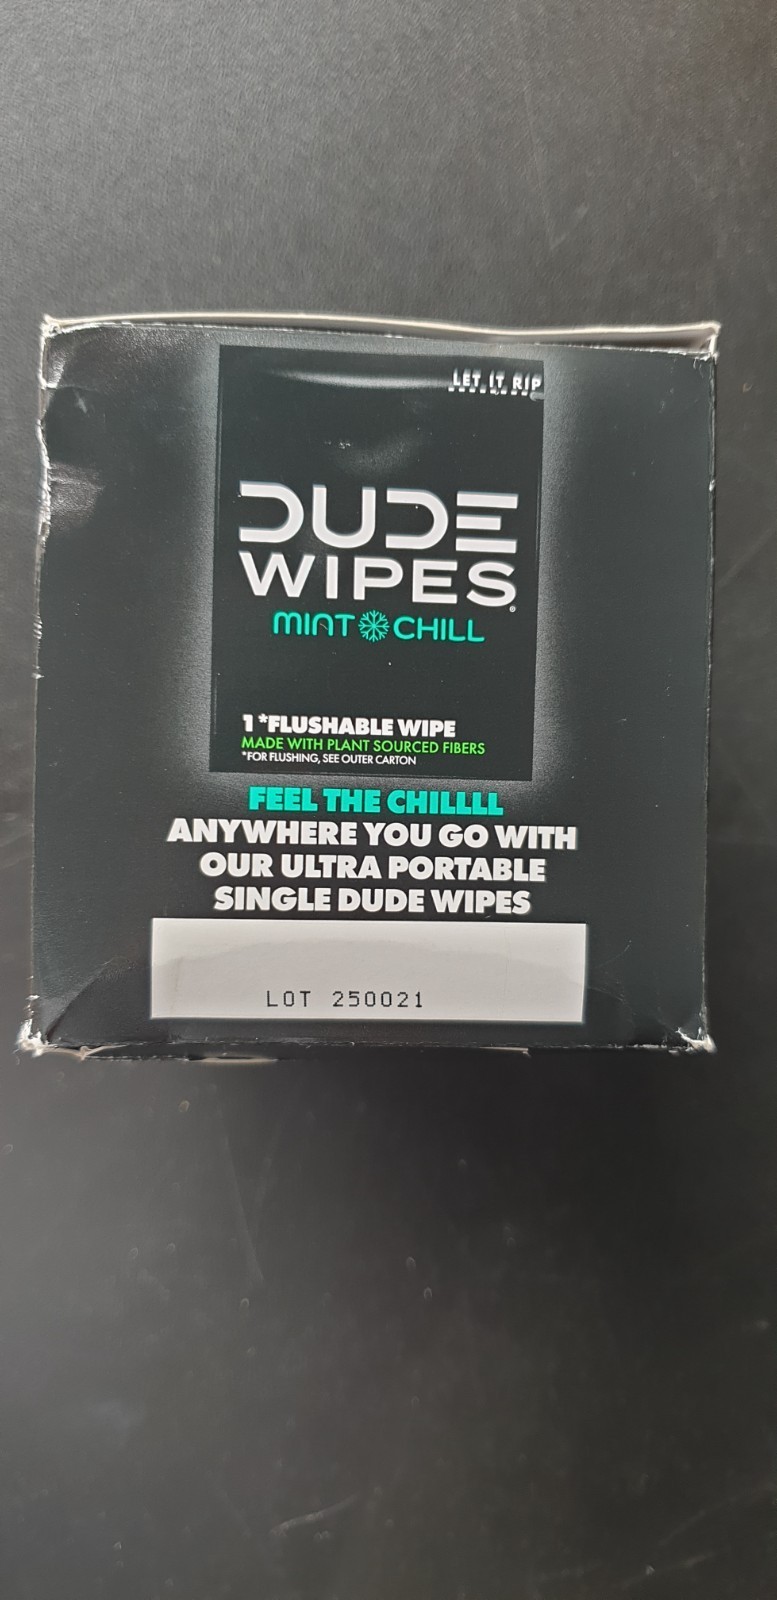 LET IT RIP
DUDE
WIPES®
MINT CHILL
1 *FLUSHABLE WIPE
MADE WITH PLANT SOURCED FIBERS
*FOR FLUSHING, SEE OUTER CARTON
FEEL THE CHILLLL
ANYWHERE YOU GO WITH
OUR ULTRA PORTABLE
SINGLE DUDE WIPES
LOT 250021